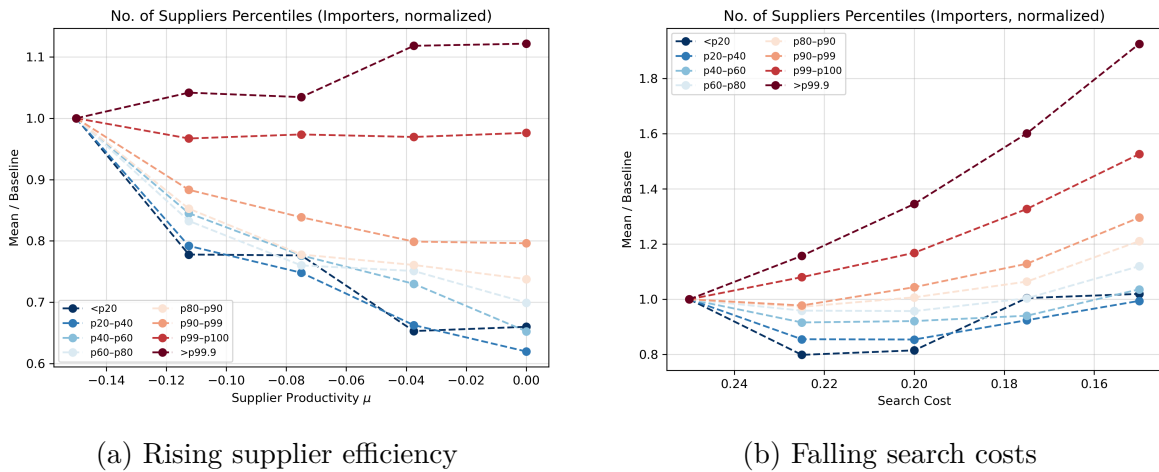 No. of Suppliers Percentiles (Importers, normalized)
Mean / Baseline
1.1
1.0
0.9
0.8
0.7
0.6
<p20
p20–p40
p40–p60
p60–p80
p80–p90
p90–p99
p99–p100
>p99.9
−0.14 −0.12 −0.10 −0.08 −0.06 −0.04 −0.02 0.00
Supplier Productivity μ
(a) Rising supplier efficiency
No. of Suppliers Percentiles (Importers, normalized)
Mean / Baseline
<p20
p20–p40
p40–p60
p60–p80
p80–p90
p90–p99
p99–p100
>p99.9
1.8
1.6
1.4
1.2
1.0
0.8
0.24 0.22 0.20 0.18 0.16
Search Cost
(b) Falling search costs